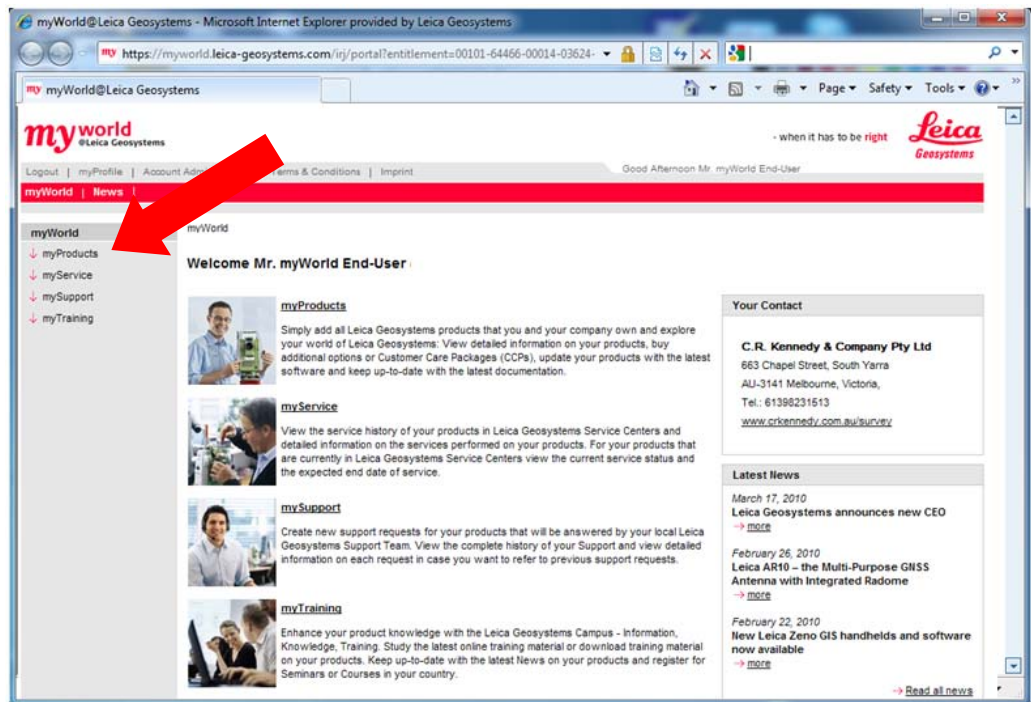 myWorld@Leica Geosystems - Microsoft Internet Explorer provided by Leica Geosystems
my https://myworld.leica-geosystems.com/irj/portal?entitlement=00101-64466-00014-03624-
my myWorld@Leica Geosystems
Page Safety Tools
my world
@Leica Geosystems
- when it has to be right
Leica
Geosystems
Logout | myProfile | Account Adm Terms & Conditions | Imprint
Good Afternoon Mr. myWorld End-User
myWorld | News |
myWorld
myProducts
myService
mySupport
myTraining
myWorld
Welcome Mr. myWorld End-User
myProducts
Simply add all Leica Geosystems products that you and your company own and explore
your world of Leica Geosystems: View detailed information on your products, buy
additional options or Customer Care Packages (CCPs), update your products with the latest
software and keep up-to-date with the latest documentation.
myService
View the service history of your products in Leica Geosystems Service Centers and
detailed information on the services performed on your products. For your products that
are currently in Leica Geosystems Service Centers view the current service status and
the expected end date of service.
mySupport
Create new support requests for your products that will be answered by your local Leica
Geosystems Support Team. View the complete history of your Support and view detailed
information on each request in case you want to refer to previous support requests.
myTraining
Enhance your product knowledge with the Leica Geosystems Campus - Information,
Knowledge, Training. Study the latest online training material or download training material
on your products. Keep up-to-date with the latest News on your products and register for
Seminars or Courses in your country.
Your Contact
C.R. Kennedy & Company Pty Ltd
663 Chapel Street, South Yarra
AU-3141 Melbourne, Victoria,
Tel.: 61398231513
www.crkennedy.com.au/survey
Latest News
March 17, 2010
Leica Geosystems announces new CEO
more
February 26, 2010
Leica AR10 – the Multi-Purpose GNSS
Antenna with Integrated Radome
more
February 22, 2010
New Leica Zeno GIS handhelds and software
now available
more
Read all news